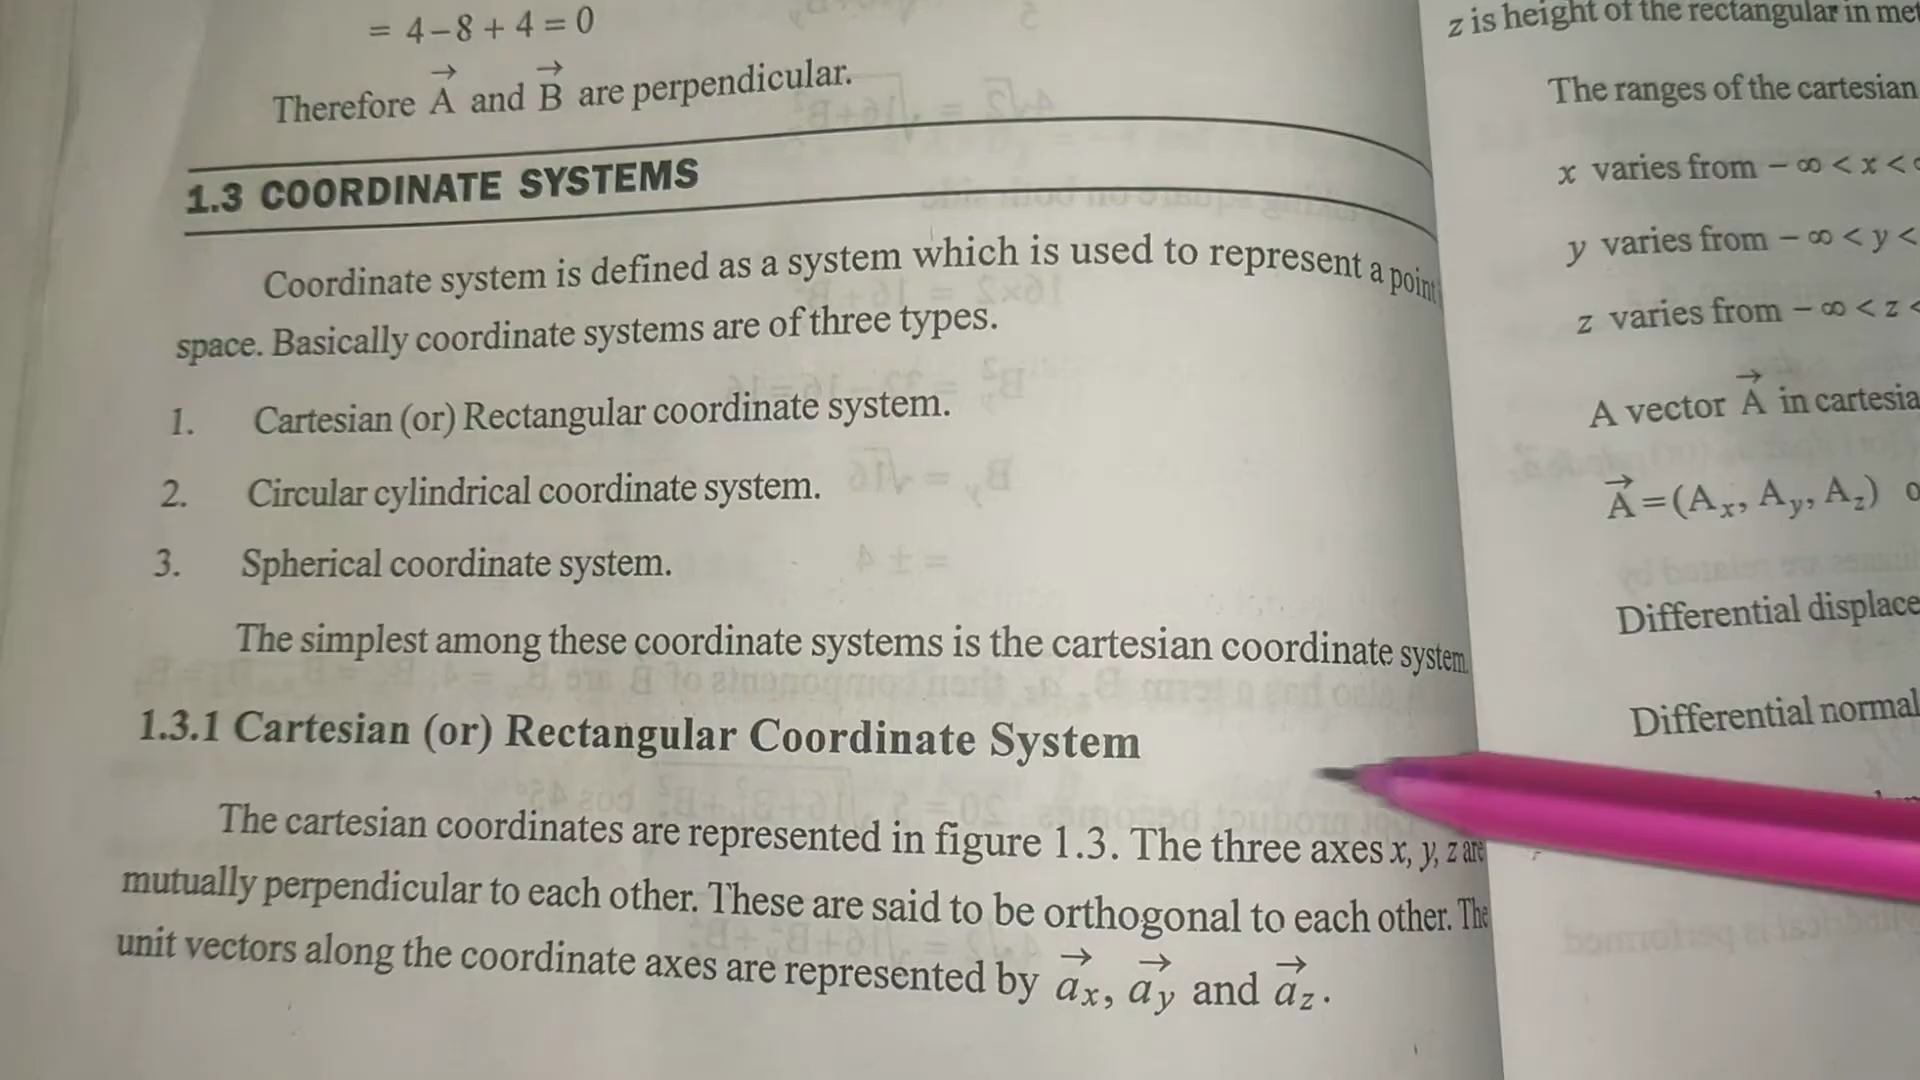 = 4 – 8 + 4 = 0
Therefore A⃗ and B⃗ are perpendicular.
1.3 COORDINATE SYSTEMS
Coordinate system is defined as a system which is used to represent a point
space. Basically coordinate systems are of three types.
1. Cartesian (or) Rectangular coordinate system.
2. Circular cylindrical coordinate system.
3. Spherical coordinate system.
The simplest among these coordinate systems is the cartesian coordinate system
1.3.1 Cartesian (or) Rectangular Coordinate System
The cartesian coordinates are represented in figure 1.3. The three axes x, y, z are
mutually perpendicular to each other. These are said to be orthogonal to each other. The
unit vectors along the coordinate axes are represented by a⃗x, a⃗y and a⃗z.
z is height of the rectangular in
The ranges of the cartesian
x varies from – ∞ < x <
y varies from – ∞ < y <
z varies from – ∞ < z <
A vector A⃗ in
A⃗ = (Ax, Ay, Az)
Differential
Differential normal